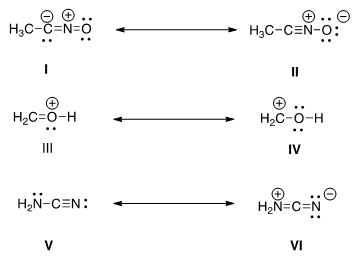 H₃C–C̈=N=Ö: ⊖ ⊕ H₃C–C≡N–Ö: ⊕ ⊖
I II
H₂C=Ö–H ⊕ H₂C–Ö–H ⊕
III IV
H₂N̈–C≡N: H₂N=C=N̈: ⊕ ⊖
V VI